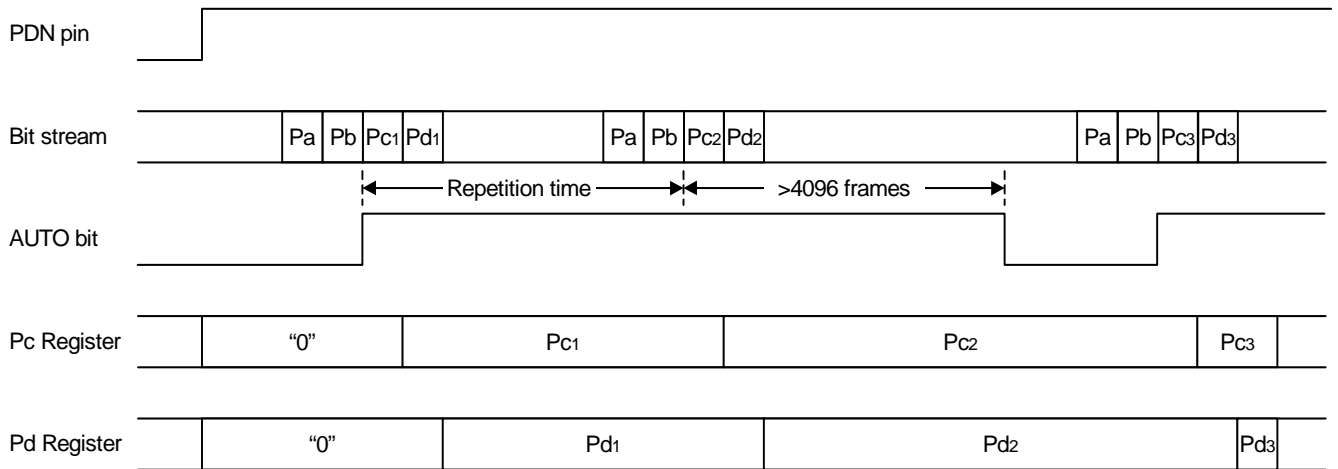 PDN pin
Bit stream Pa Pb Pc1 Pd1 Pa Pb Pc2 Pd2 Pa Pb Pc3 Pd3
Repetition time >4096 frames
AUTO bit
Pc Register “0” Pc1 Pc2 Pc3
Pd Register “0” Pd1 Pd2 Pd3